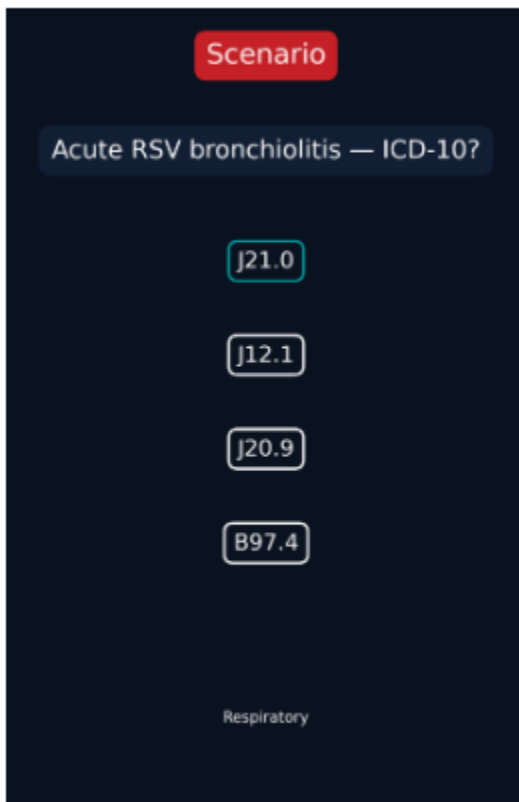 Scenario
Acute RSV bronchiolitis — ICD-10?
J21.0
J12.1
J20.9
B97.4
Respiratory